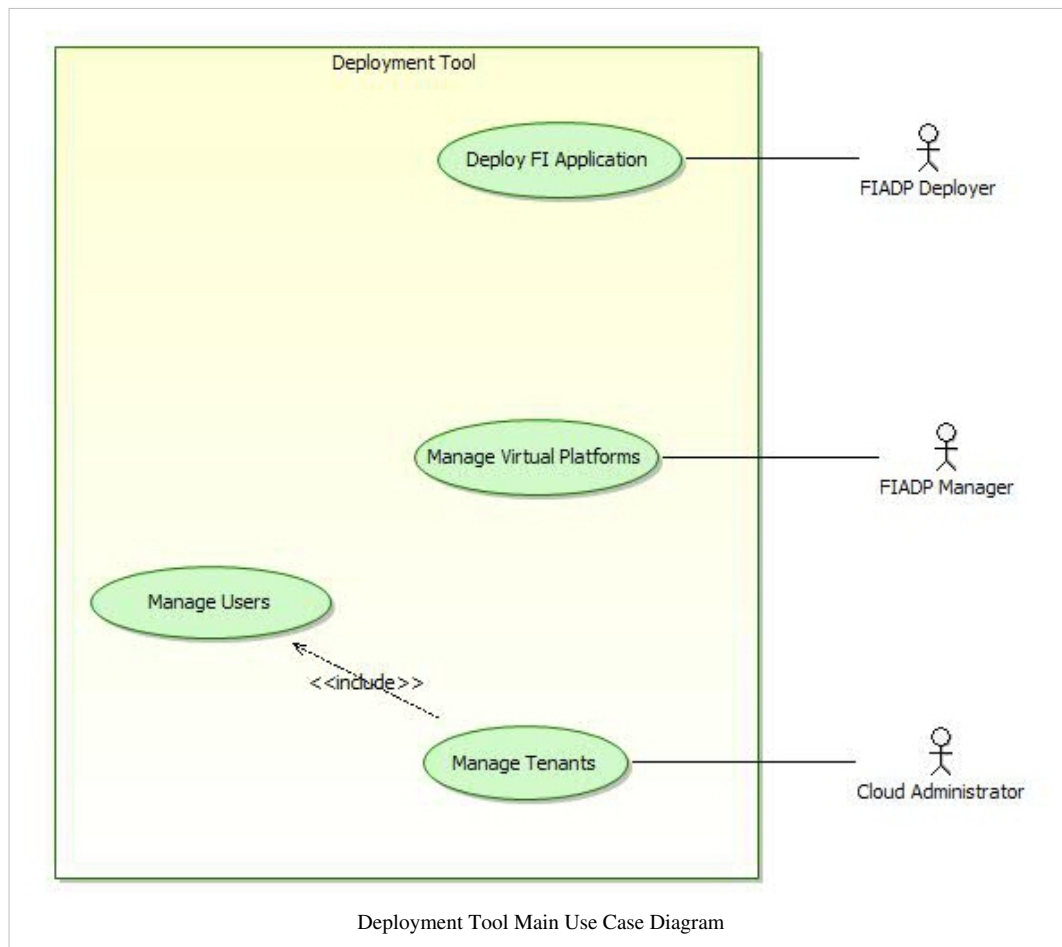 Deployment Tool
Deploy FI Application
FIADP Deployer
Manage Virtual Platforms
FIADP Manager
Manage Users
<<include>>
Manage Tenants
Cloud Administrator
Deployment Tool Main Use Case Diagram